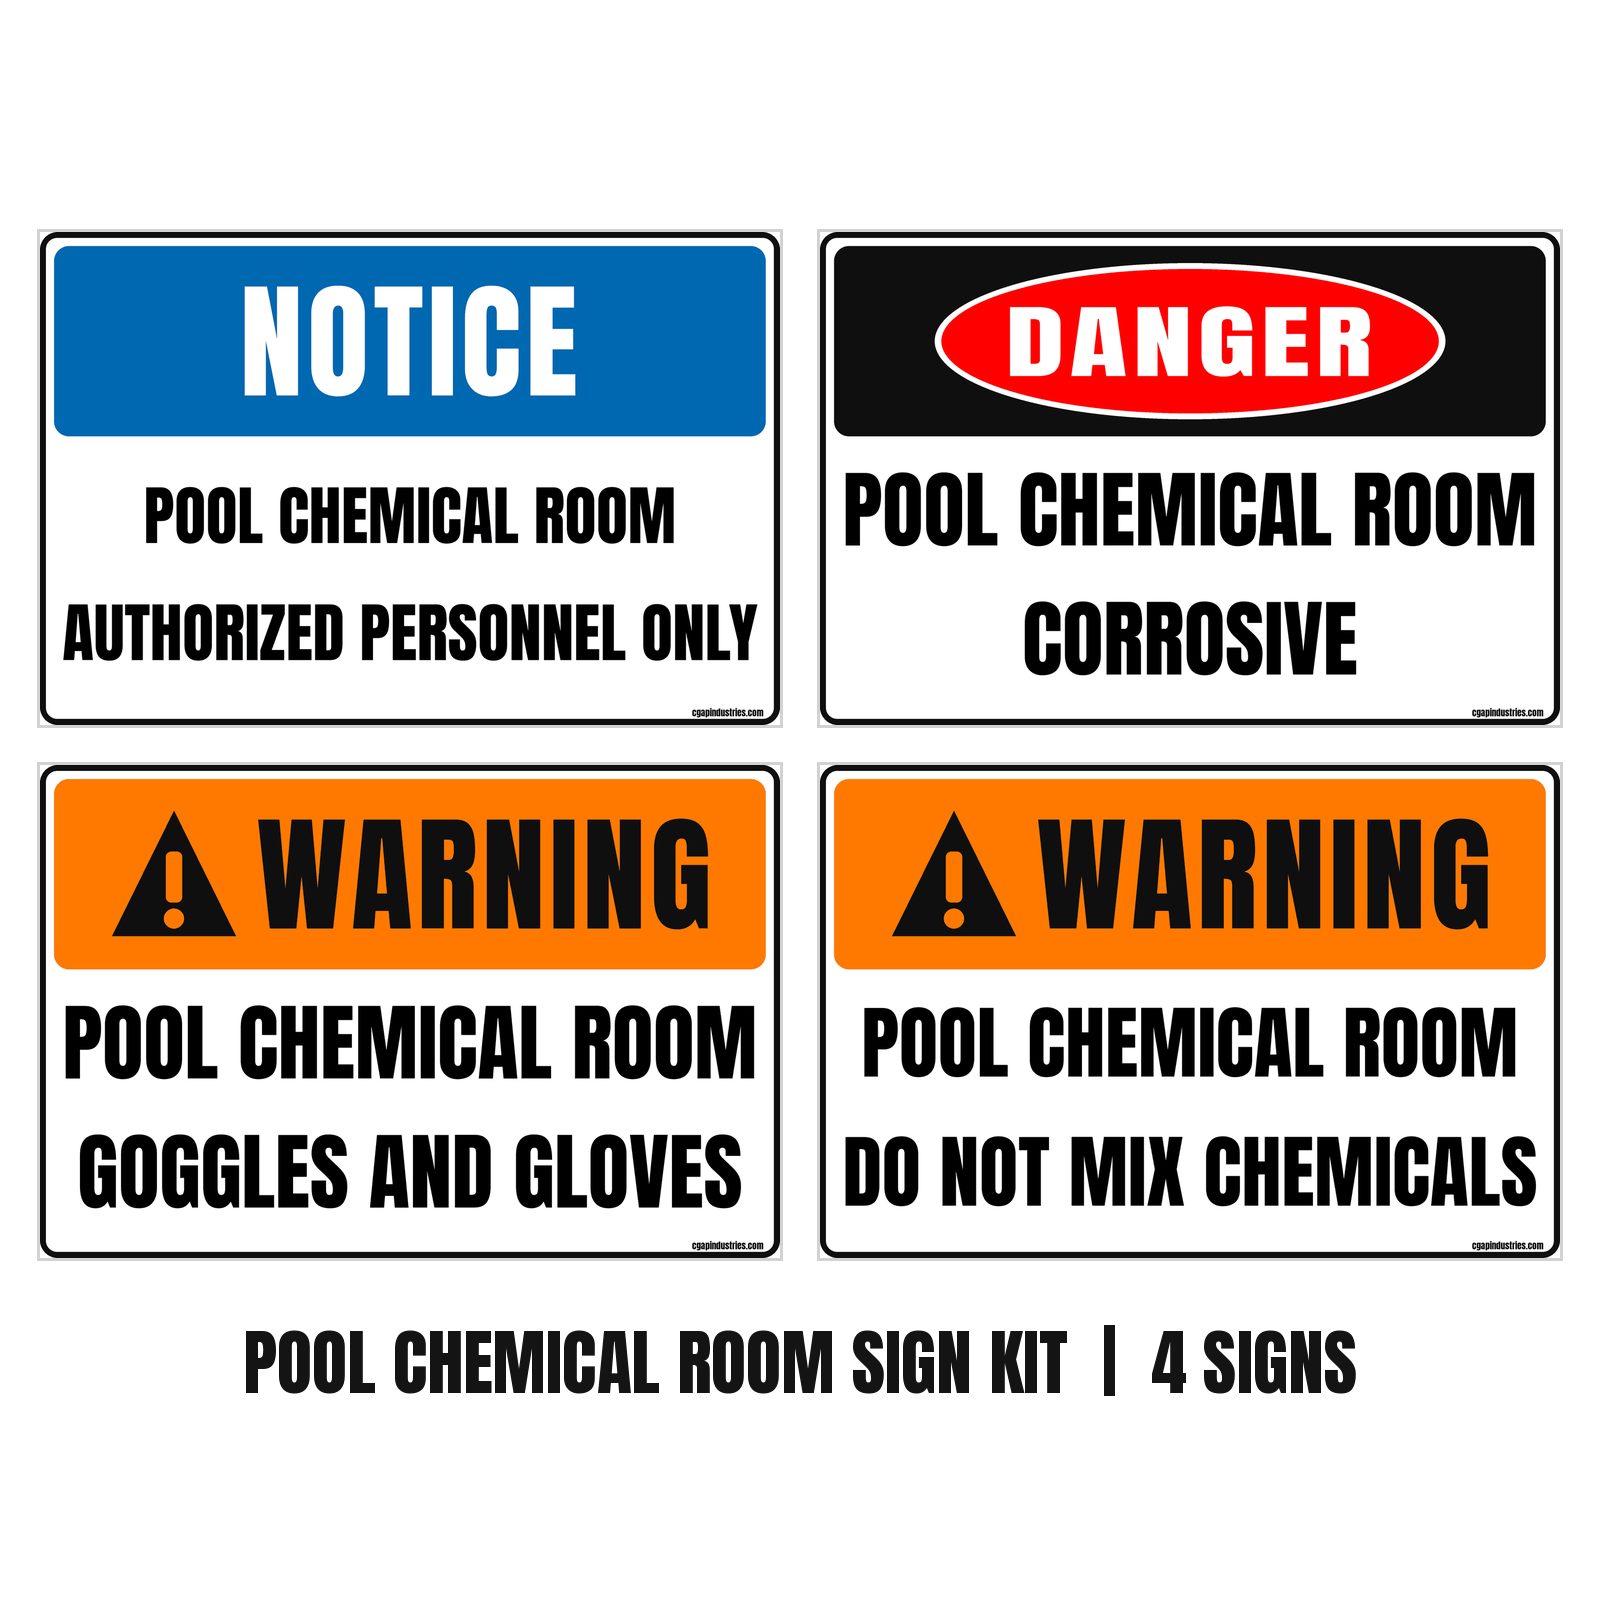 NOTICE
POOL CHEMICAL ROOM
AUTHORIZED PERSONNEL ONLY
cgapindustries.com
DANGER
POOL CHEMICAL ROOM
CORROSIVE
cgapindustries.com
WARNING
POOL CHEMICAL ROOM
GOGGLES AND GLOVES
cgapindustries.com
WARNING
POOL CHEMICAL ROOM
DO NOT MIX CHEMICALS
cgapindustries.com
POOL CHEMICAL ROOM SIGN KIT | 4 SIGNS